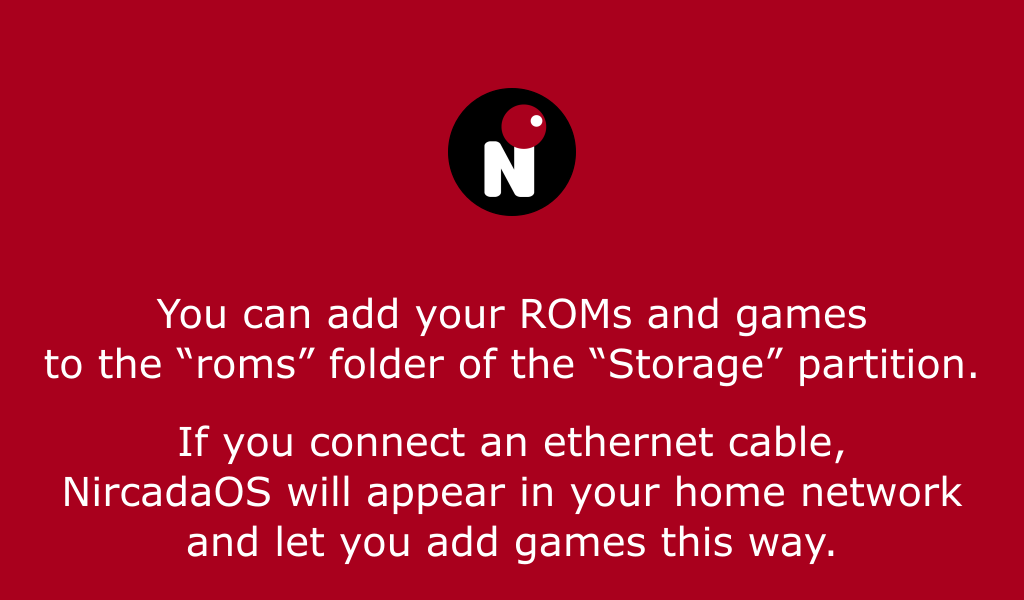 N
You can add your ROMs and games
to the “roms” folder of the “Storage” partition.
If you connect an ethernet cable,
NircadaOS will appear in your home network
and let you add games this way.